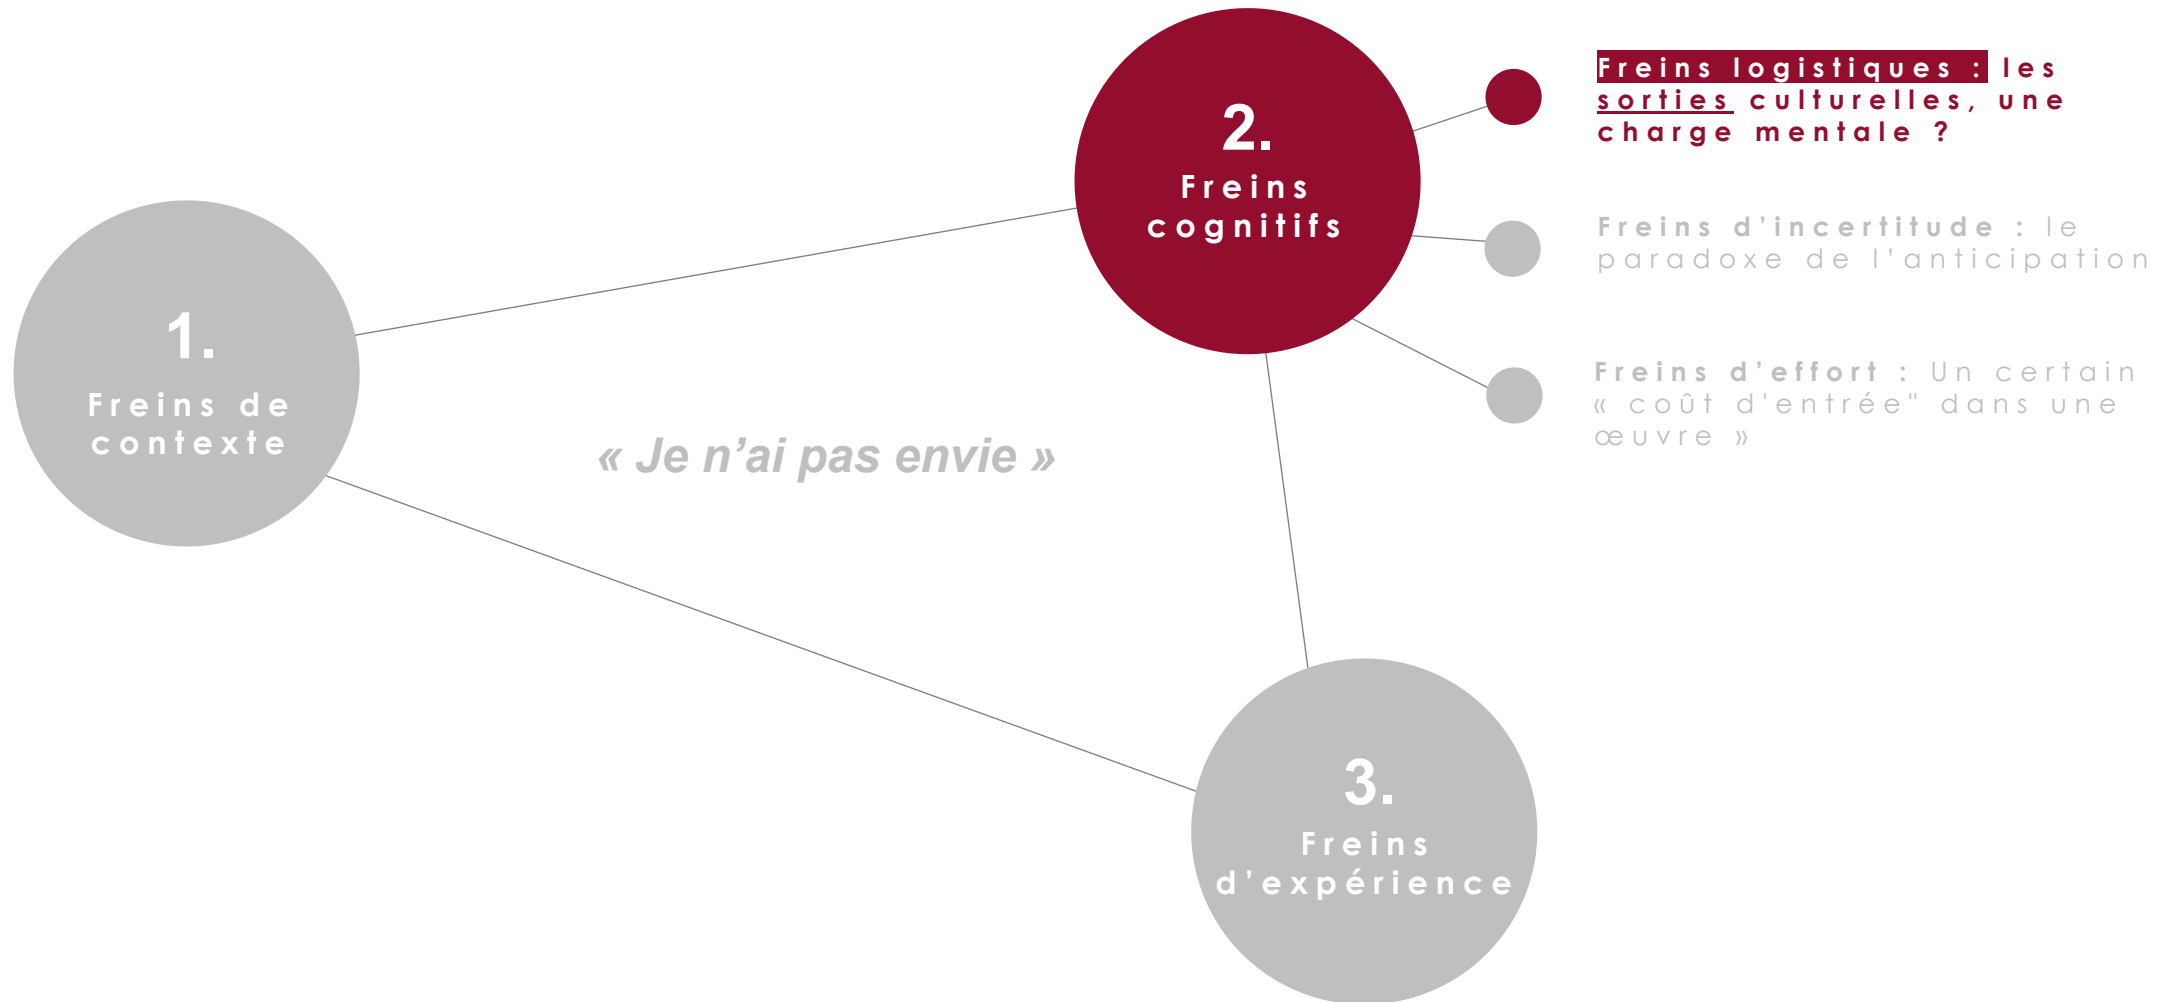 1.
Freins de
contexte
« Je n’ai pas envie »
2.
Freins
cognitifs
Freins logistiques : les
sorties culturelles, une
charge mentale ?
Freins d’incertitude : le
paradoxe de l’anticipation
Freins d’effort : Un certain
« coût d'entrée" dans une
œuvre »
3.
Freins
d’expérience